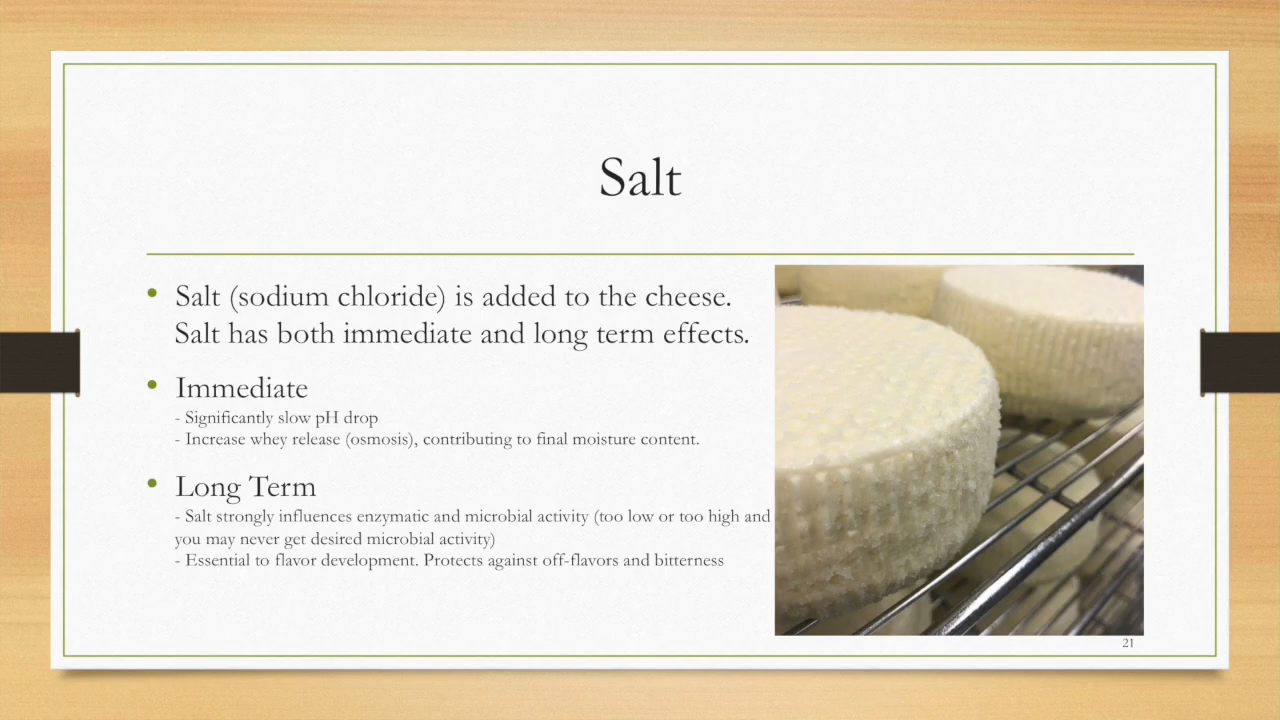 Salt
• Salt (sodium chloride) is added to the cheese.
Salt has both immediate and long term effects.
• Immediate
- Significantly slow pH drop
- Increase whey release (osmosis), contributing to final moisture content.
• Long Term
- Salt strongly influences enzymatic and microbial activity (too low or too high and
you may never get desired microbial activity)
- Essential to flavor development. Protects against off-flavors and bitterness
21